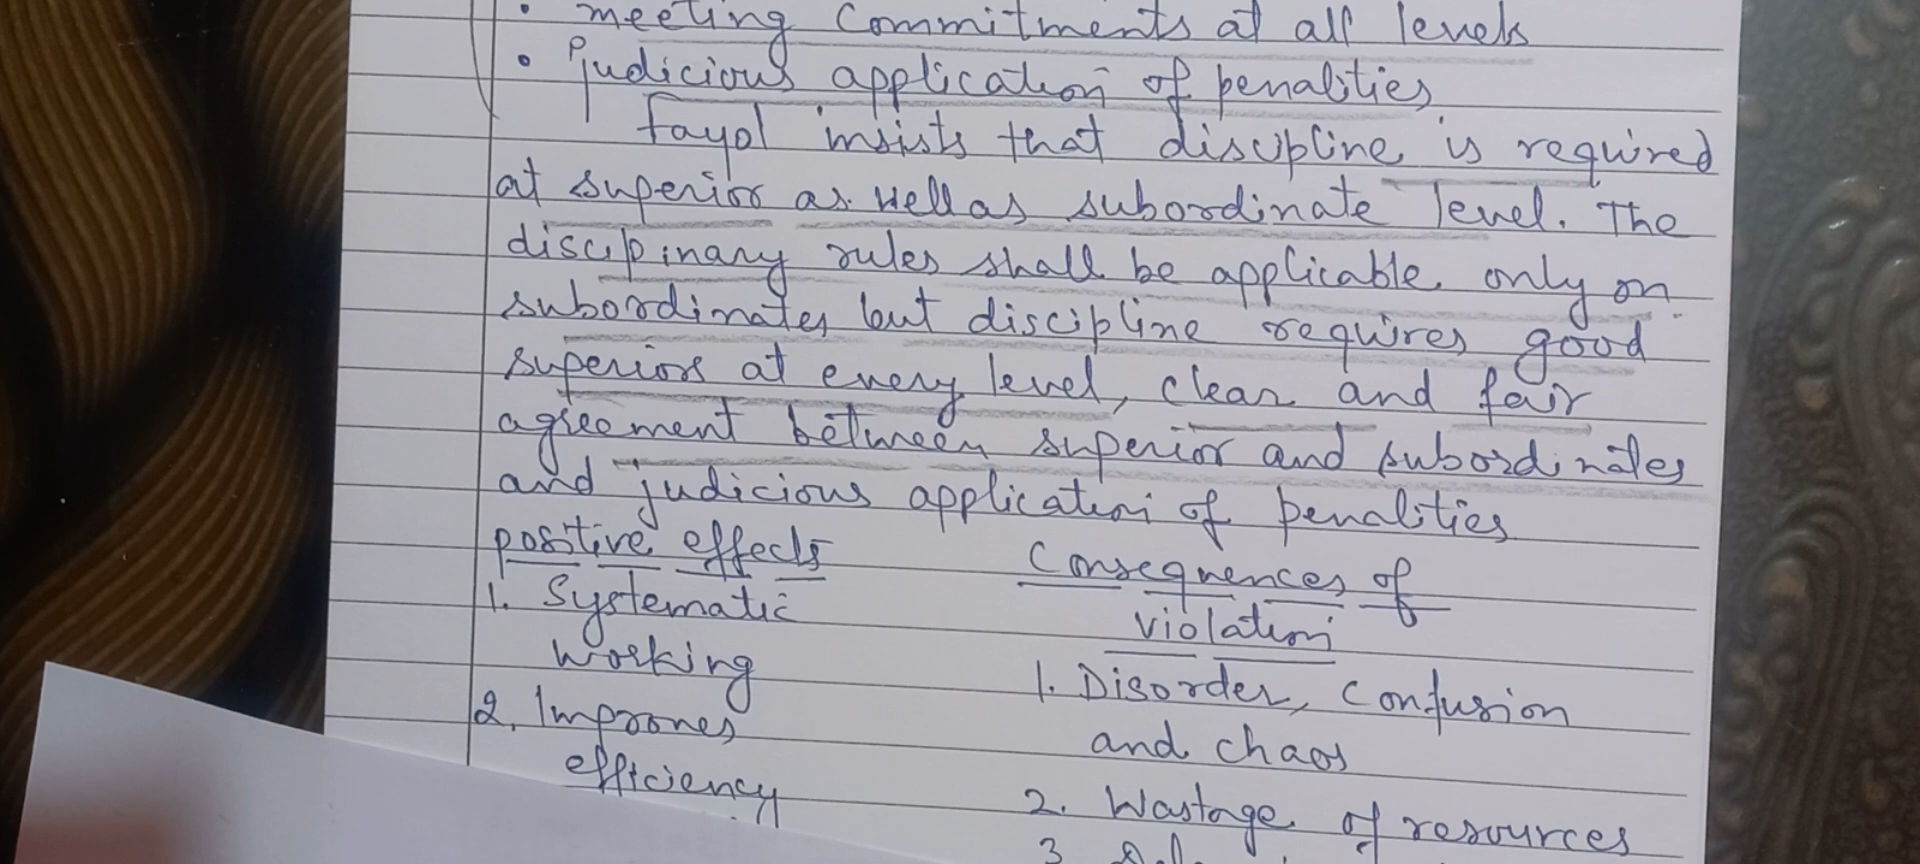 • meeting commitments at all levels
• judicious application of penalities
Fayol insists that discipline is required
at superior as well as subordinate level. The
discipinary rules shall be applicable only on
subordinates but discipline requires good
superiors at every level, clear and fair
agreement between superior and subordinates
and judicious application of penalities
positive effects
1. Systematic
working
2. Improves
efficiency
Consequences of
violation
1. Disorder, Confusion
and chaos
2. Wastage of resources
3.